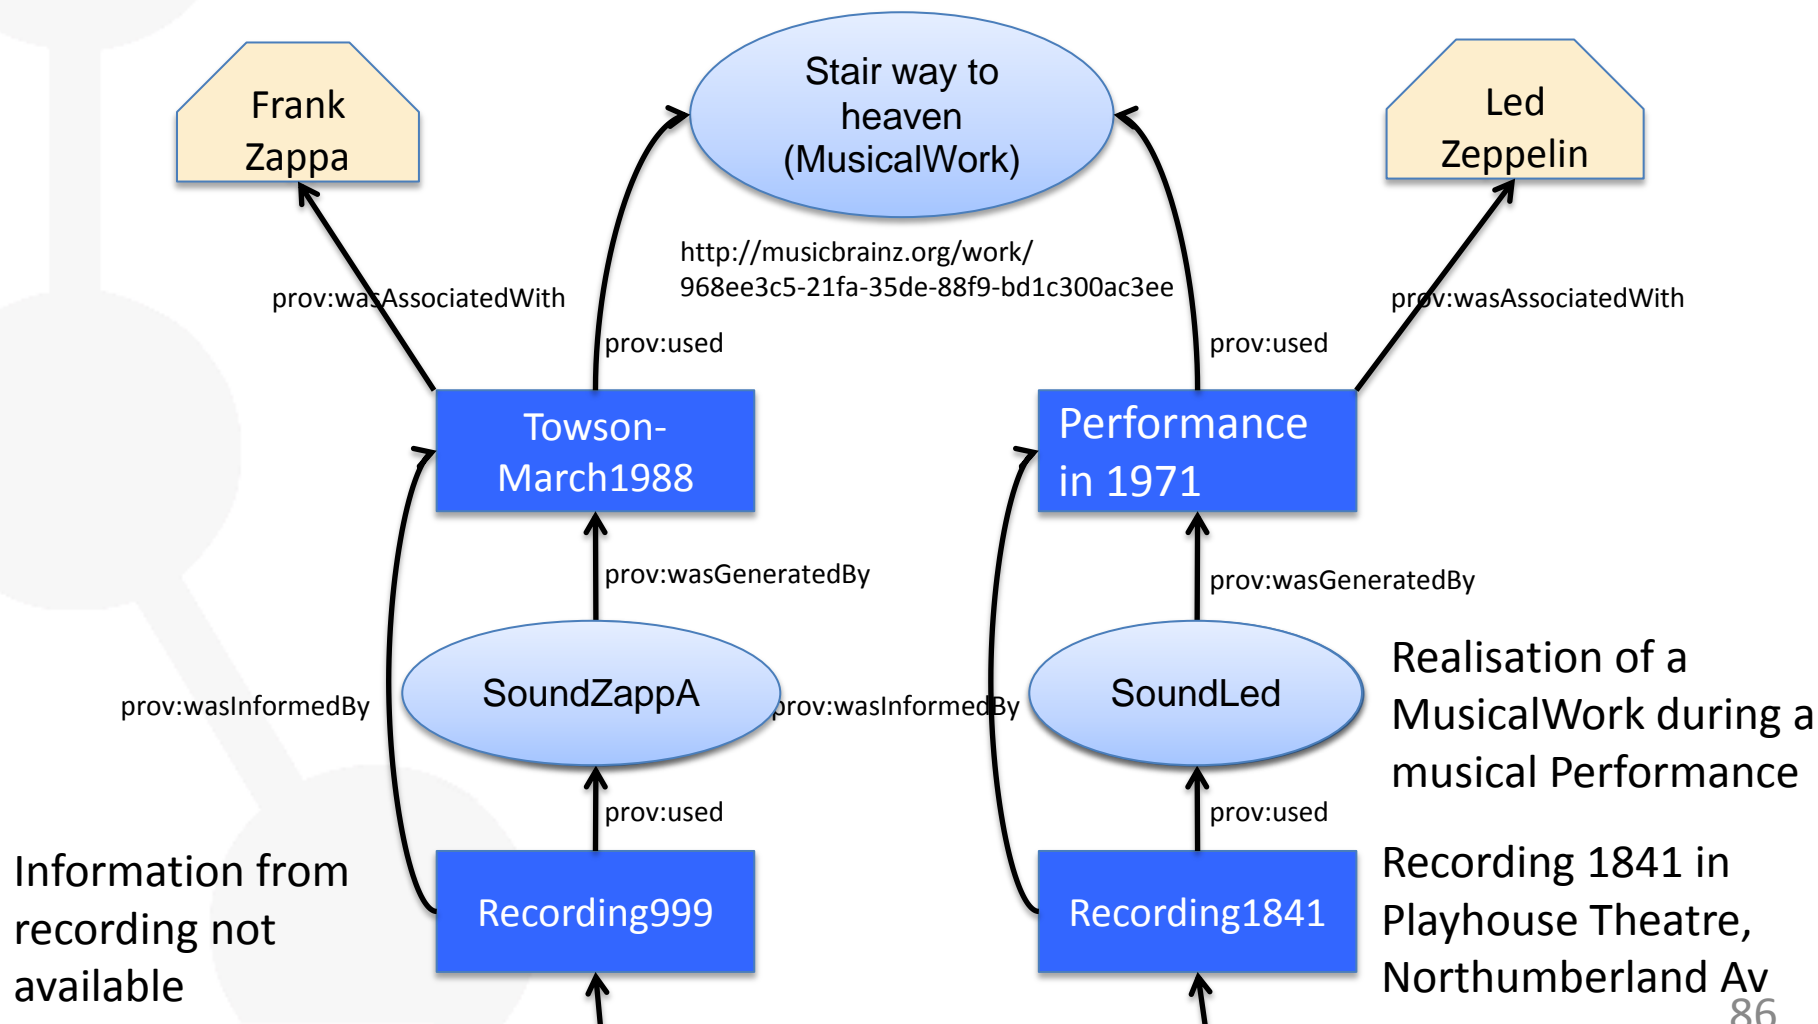 Frank
Zappa
Stair way to
heaven
(MusicalWork)
Led
Zeppelin
http://musicbrainz.org/work/
968ee3c5-21fa-35de-88f9-bd1c300ac3ee
prov:wasAssociatedWith
prov:wasAssociatedWith
prov:used
prov:used
Towson-
March1988
Performance
in 1971
prov:wasGeneratedBy
prov:wasGeneratedBy
prov:wasInformedBy
SoundZappA
prov:wasInformedBy
SoundLed
Realisation of a
MusicalWork during a
musical Performance
prov:used
prov:used
Information from
recording not
available
Recording999
Recording1841
Recording 1841 in
Playhouse Theatre,
Northumberland Av
86